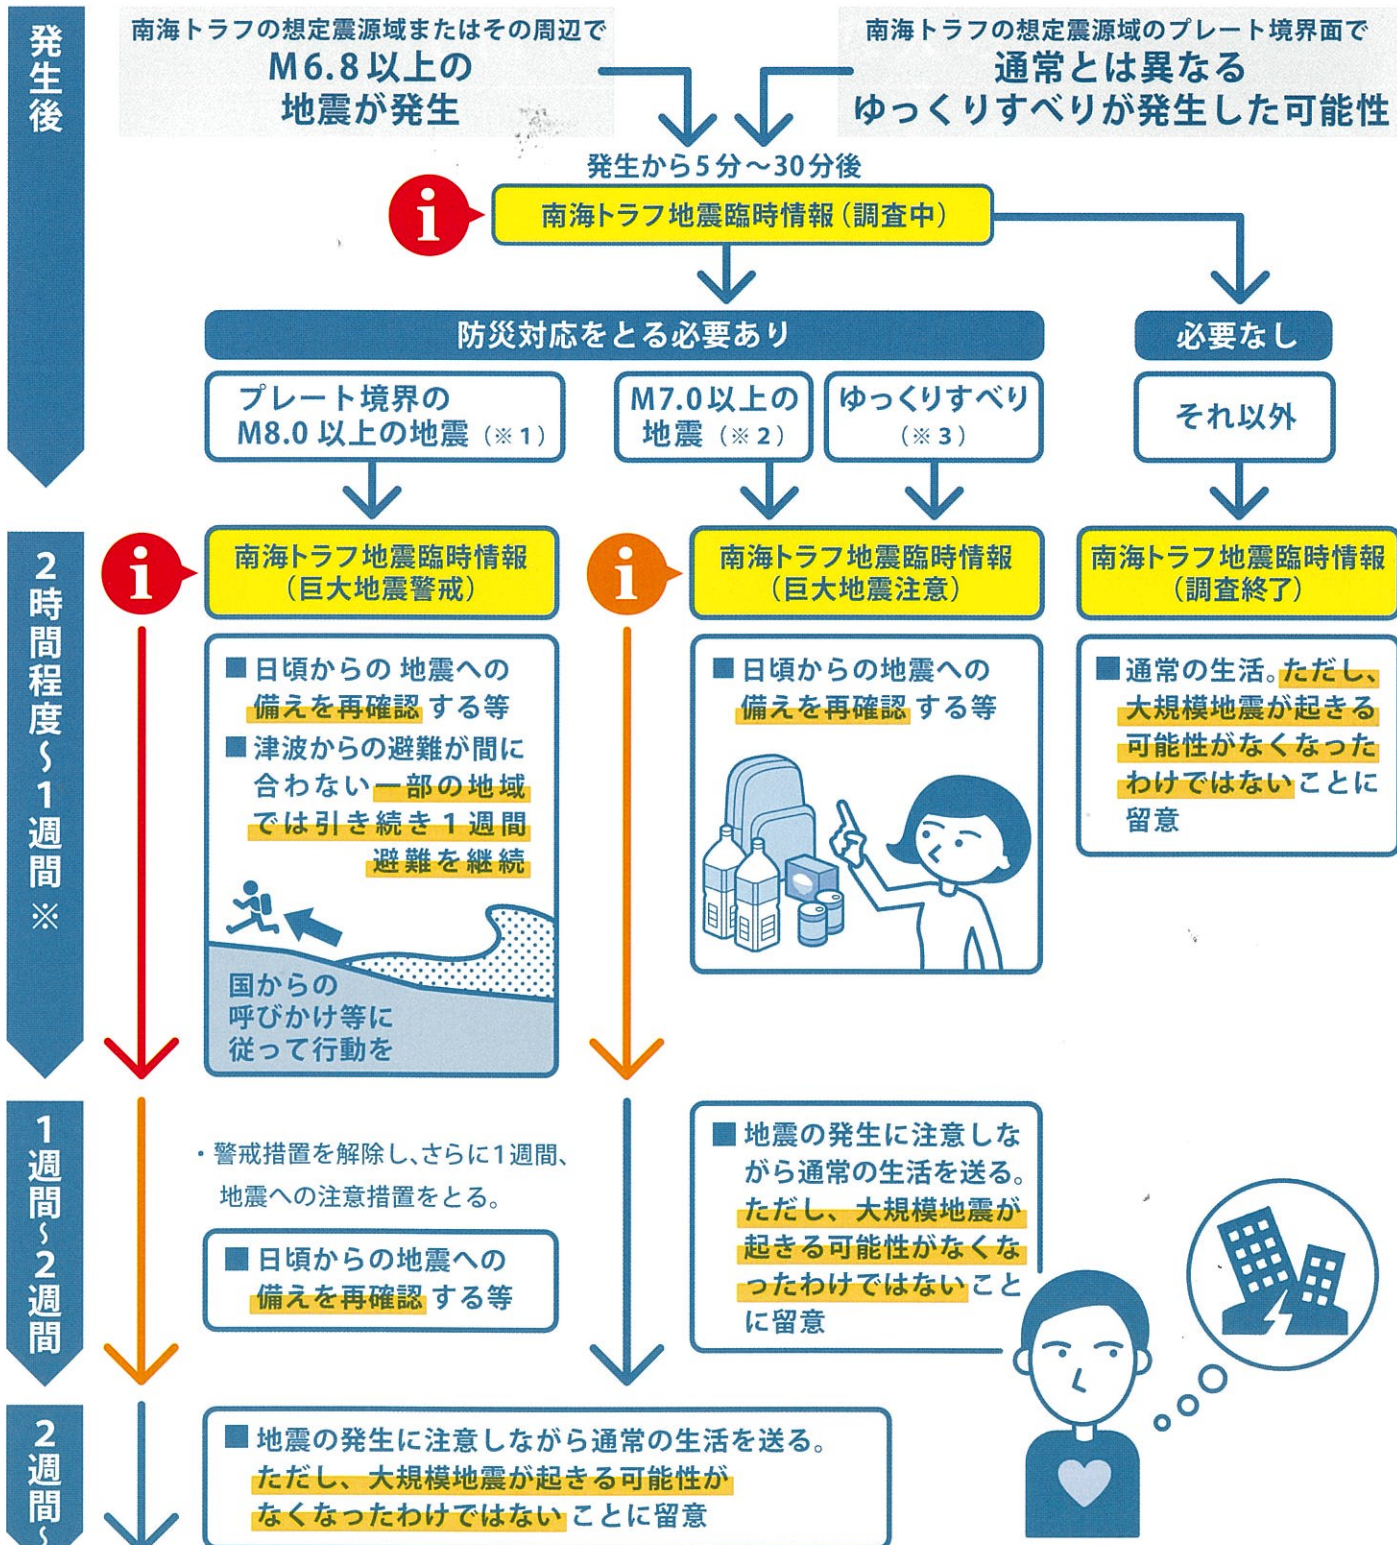 発生後
南海トラフの想定震源域またはその周辺で
M6.8以上の
地震が発生
南海トラフの想定震源域のプレート境界面で
通常とは異なる
ゆっくりすべりが発生した可能性
発生から5分～30分後
i
南海トラフ地震臨時情報（調査中）
防災対応をとる必要あり
必要なし
プレート境界の
M8.0以上の地震（※1）
M7.0以上の
地震（※2）
ゆっくりすべり
（※3）
それ以外
2時間程度～1週間※
i
南海トラフ地震臨時情報
（巨大地震警戒）
i
南海トラフ地震臨時情報
（巨大地震注意）
南海トラフ地震臨時情報
（調査終了）
■日頃からの地震への
備えを再確認する等
■津波からの避難が間に
合わない一部の地域
では引き続き1週間
避難を継続
国からの
呼びかけ等に
従って行動を
■日頃からの地震への
備えを再確認する等
■通常の生活。ただし、
大規模地震が起きる
可能性がなくなった
わけではないことに
留意
1週間～2週間
・警戒措置を解除し、さらに1週間、
地震への注意措置をとる。
■日頃からの地震への
備えを再確認する等
■地震の発生に注意しな
がら通常の生活を送る。
ただし、大規模地震が
起きる可能性がなくな
ったわけではないこと
に留意
2週間～
■地震の発生に注意しながら通常の生活を送る。
ただし、大規模地震が起きる可能性が
なくなったわけではないことに留意